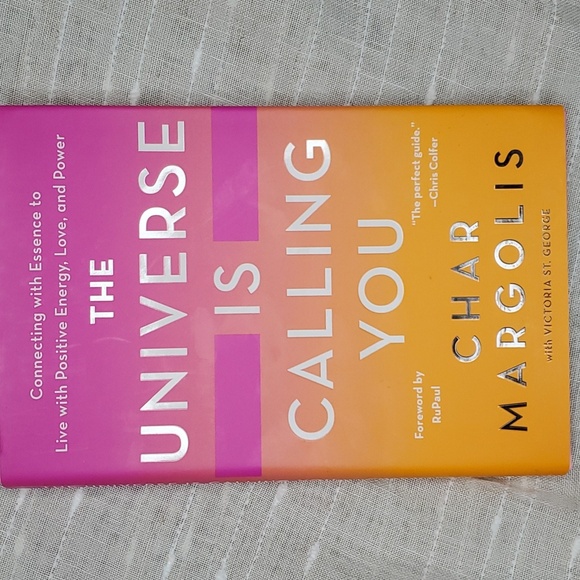 Connecting with Essence to
Live with Positive Energy, Love, and Power
THE
UNIVERSE
IS
CALLING
YOU
"The perfect guide."
—Chris Colfer
Foreword by
RuPaul
CHAR
MARGOLIS
with VICTORIA ST. GEORGE